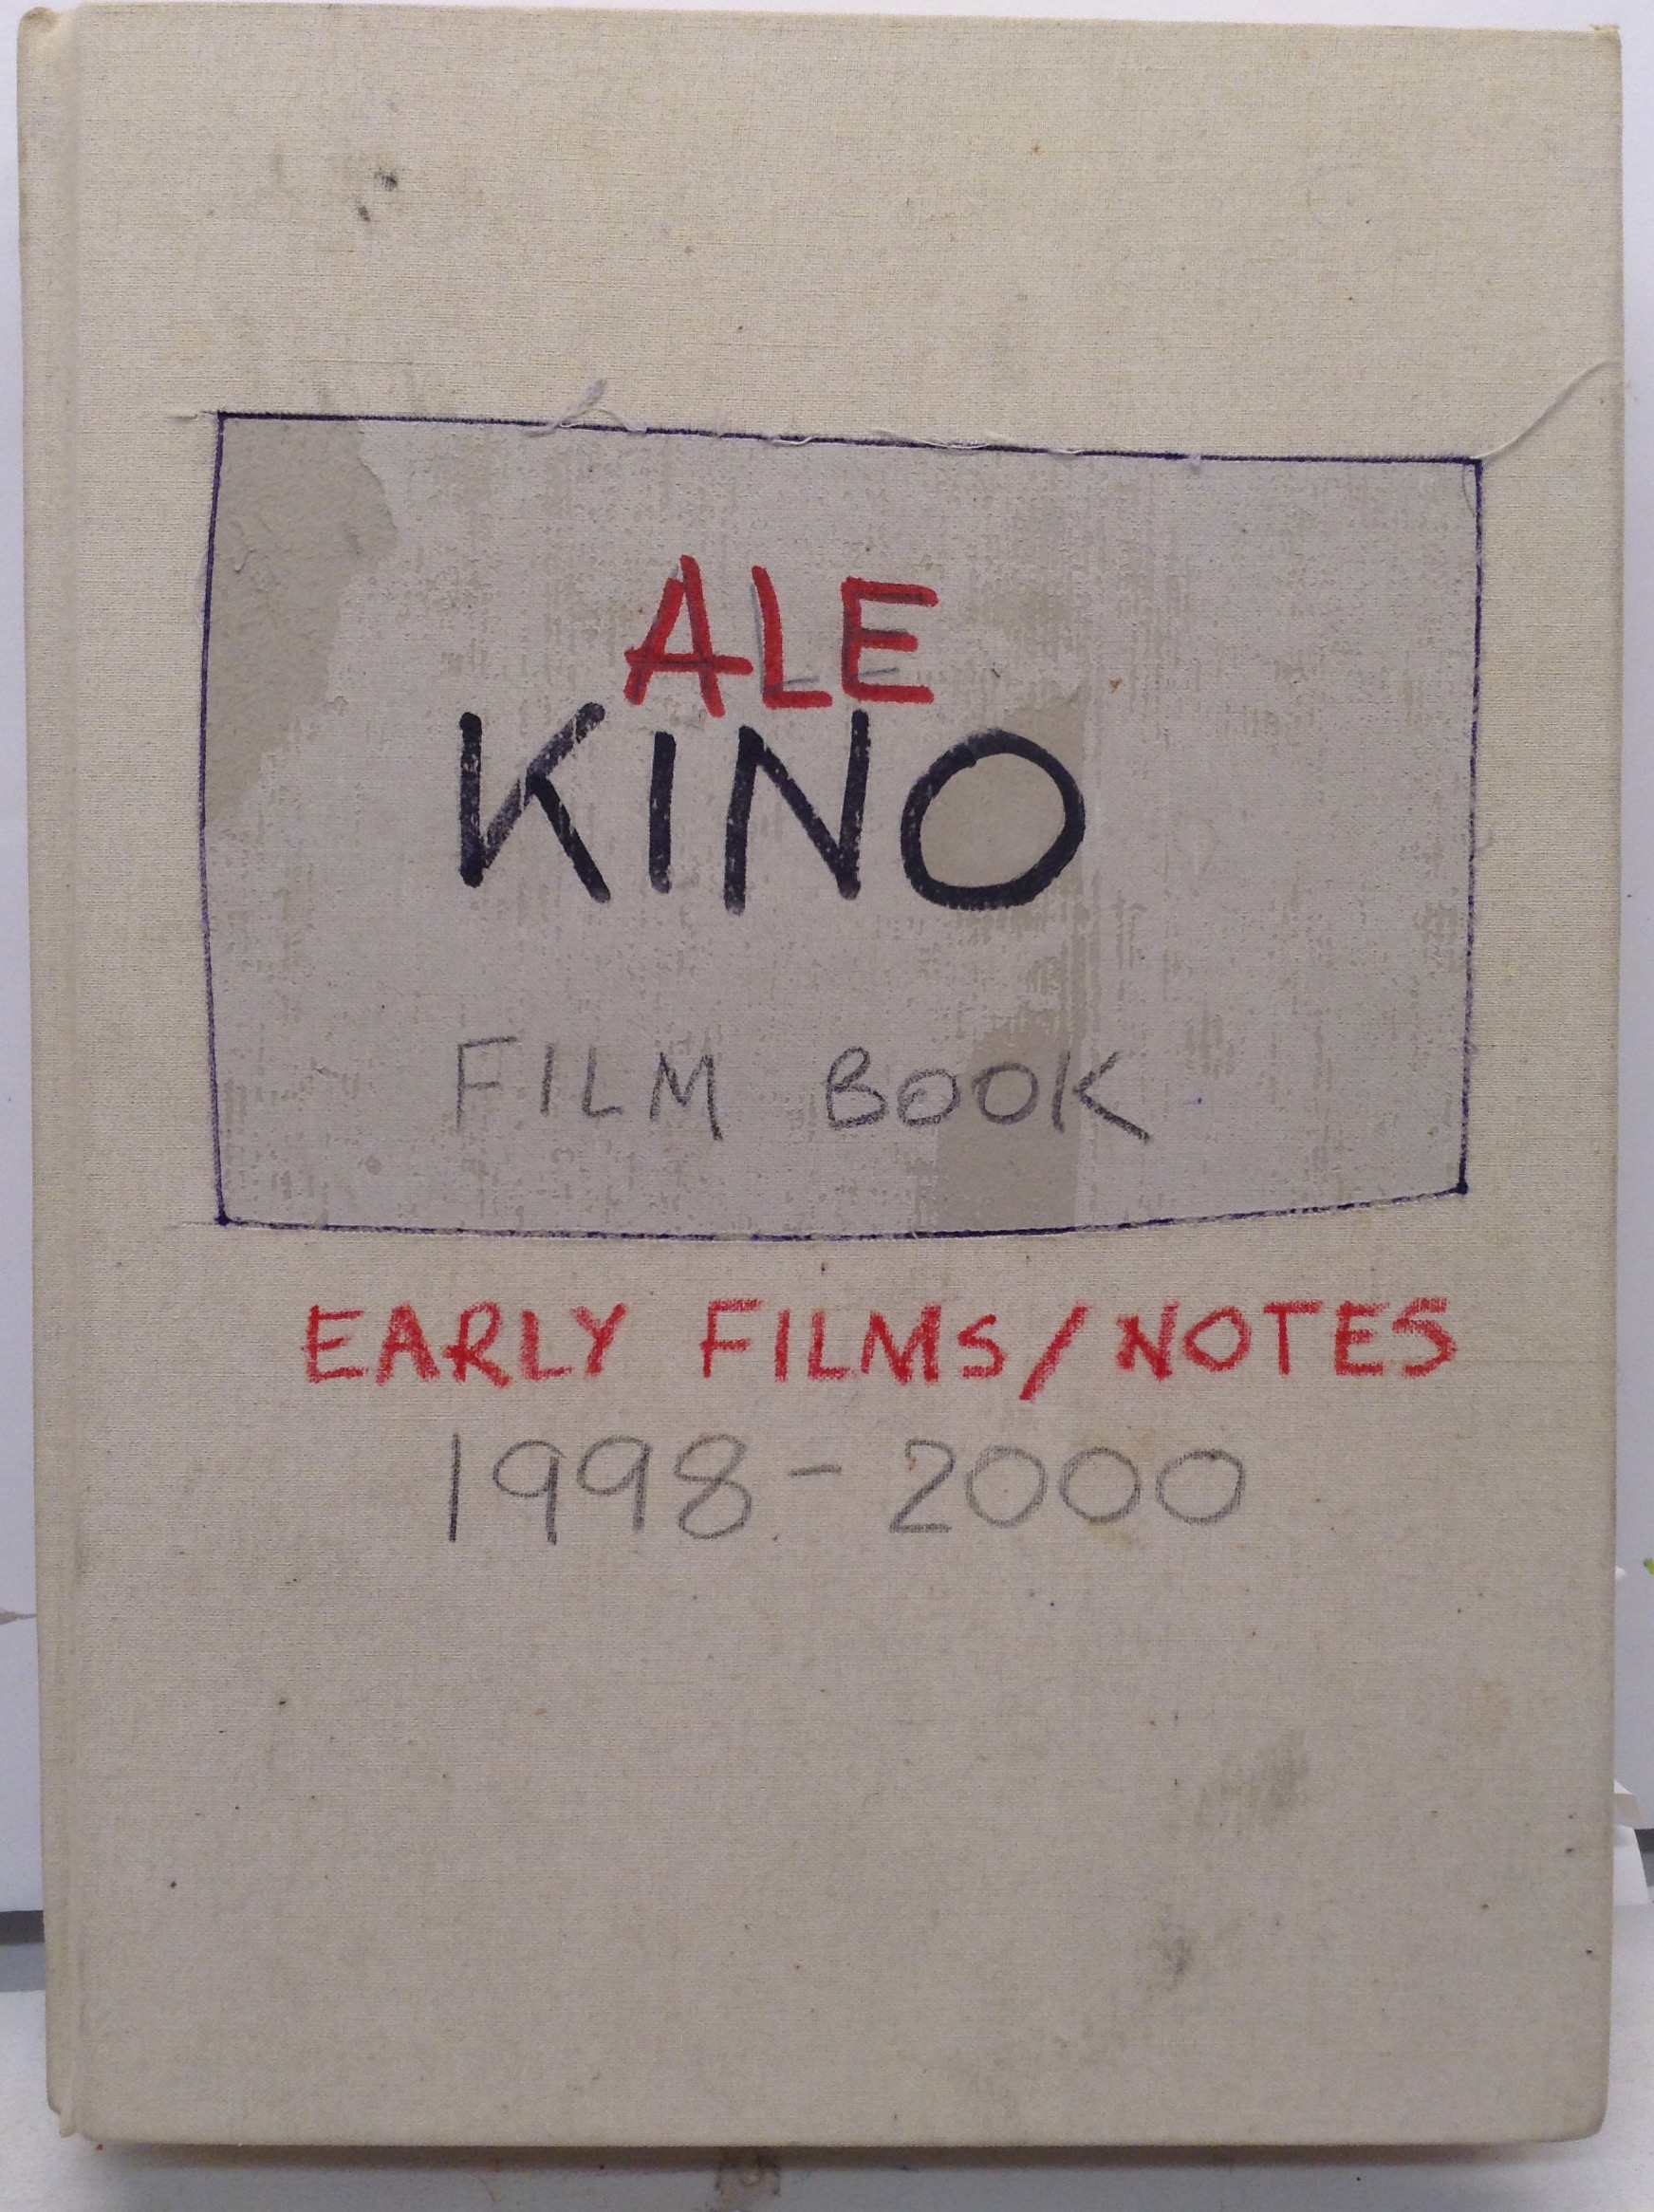 ALE
KINO
FILM BOOK
EARLY FILMS/NOTES
1998-2000